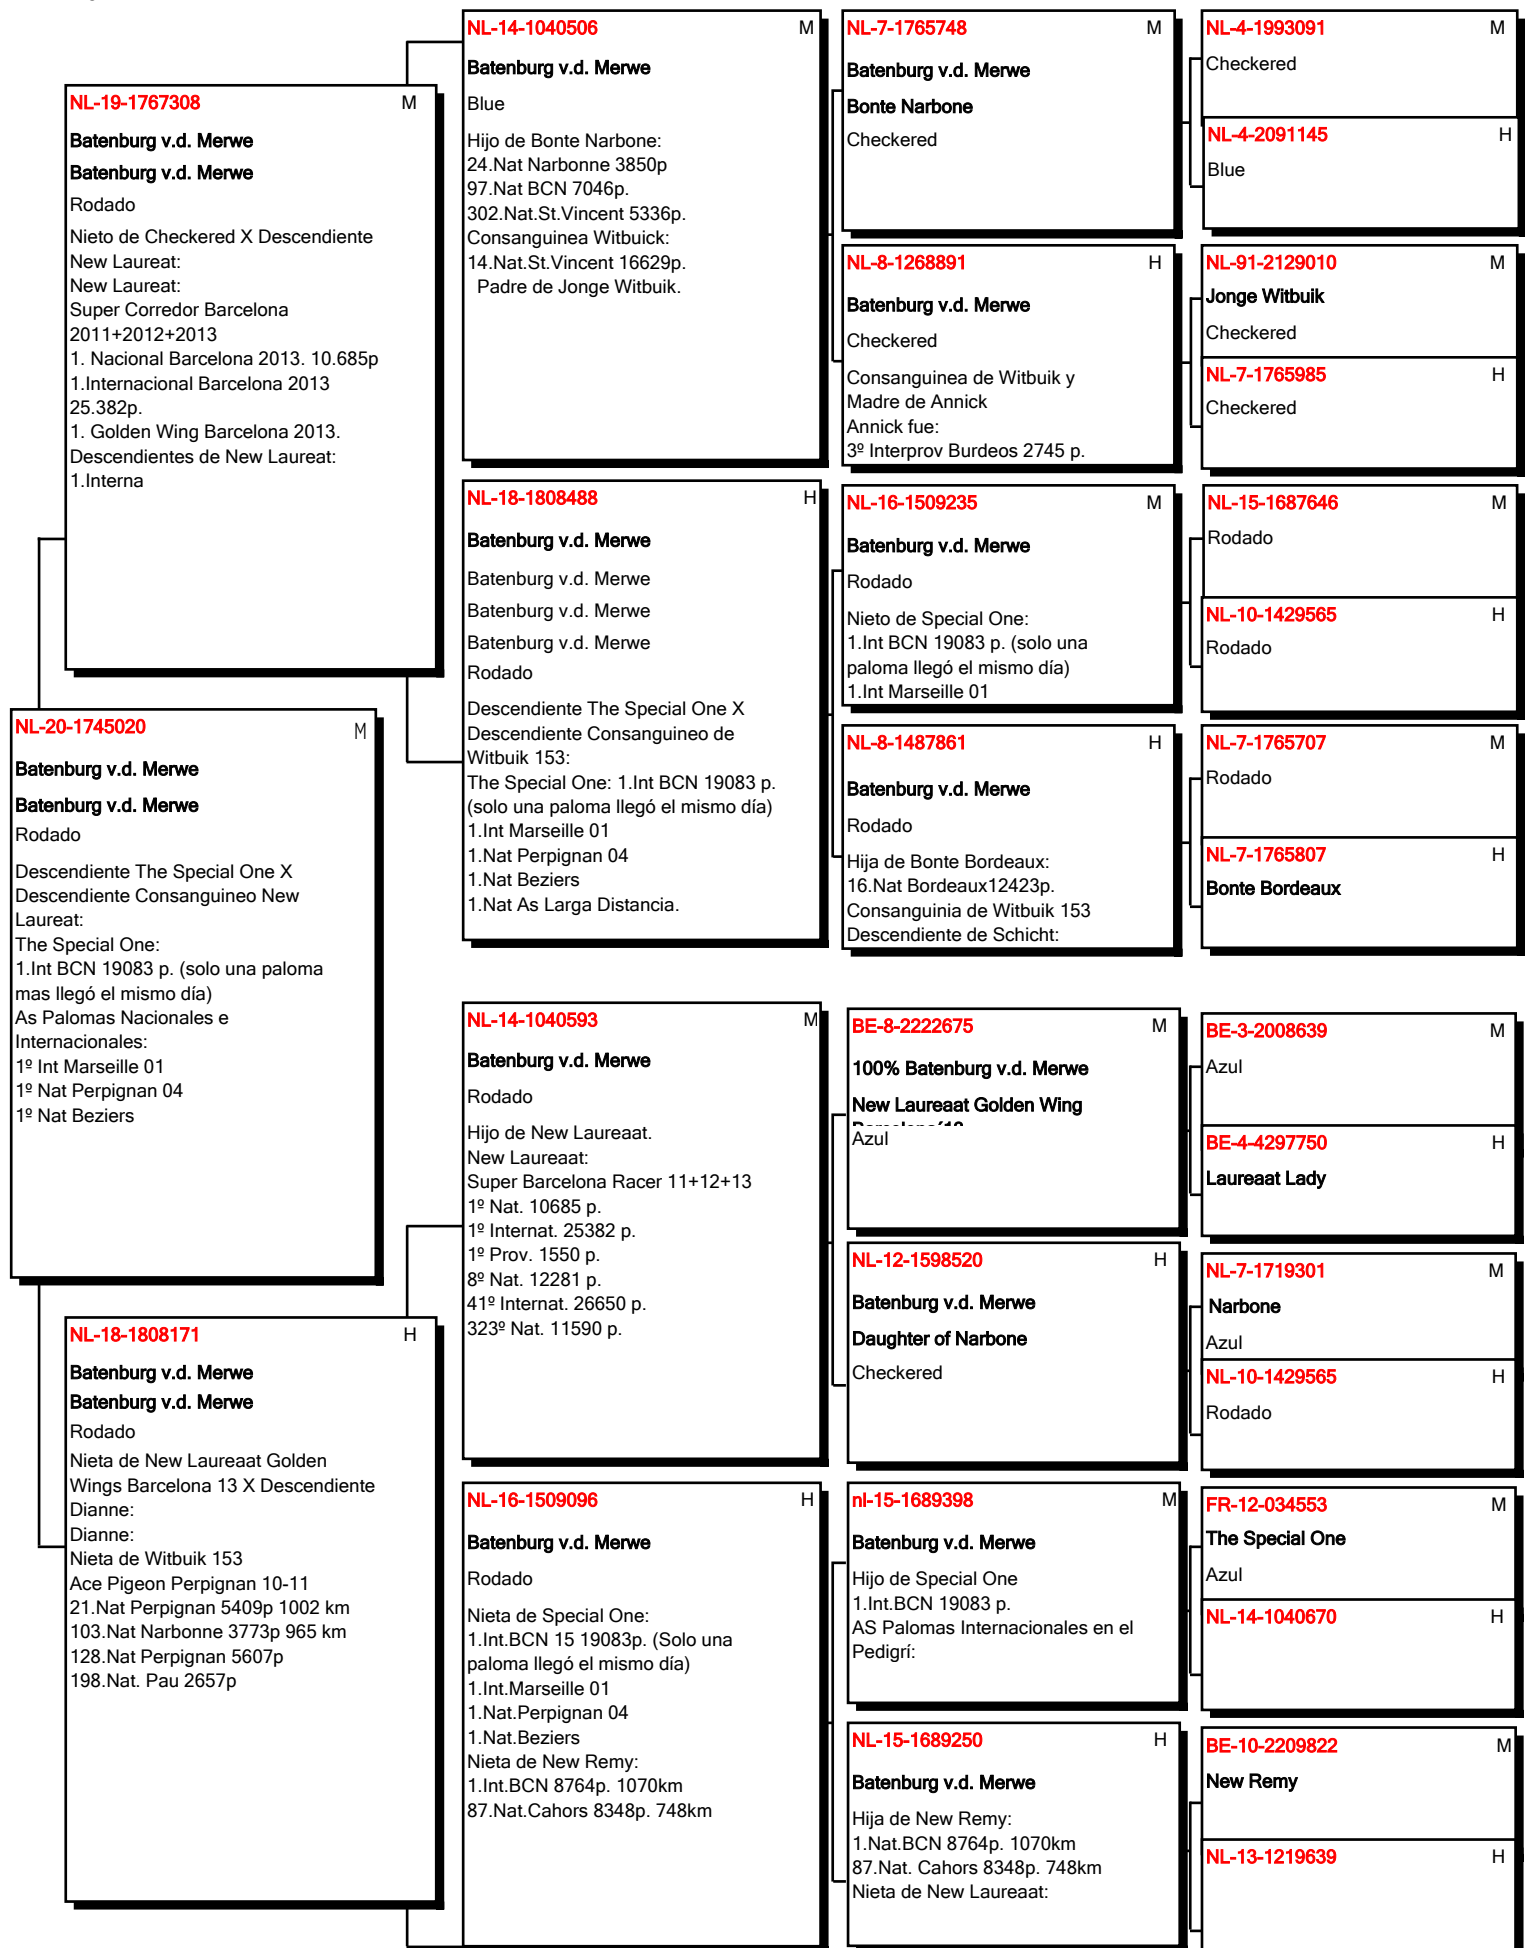 NL-20-1745020 M
Batenburg v.d. Merwe
Batenburg v.d. Merwe
Rodado
Descendiente The Special One X
Descendiente Consanguineo New
Laureat:
The Special One:
1.Int BCN 19083 p. (solo una paloma
mas llegó el mismo día)
As Palomas Nacionales e
Internacionales:
1º Int Marseille 01
1º Nat Perpignan 04
1º Nat Beziers
NL-19-1767308 M
Batenburg v.d. Merwe
Batenburg v.d. Merwe
Rodado
Nieto de Checkered X Descendiente
New Laureat:
New Laureat:
Super Corredor Barcelona
2011+2012+2013
1. Nacional Barcelona 2013. 10.685p
1.Internacional Barcelona 2013
25.382p.
1. Golden Wing Barcelona 2013.
Descendientes de New Laureat:
1.Interna
NL-18-1808171 H
Batenburg v.d. Merwe
Batenburg v.d. Merwe
Rodado
Nieta de New Laureaat Golden
Wings Barcelona 13 X Descendiente
Dianne:
Dianne:
Nieta de Witbuik 153
Ace Pigeon Perpignan 10-11
21.Nat Perpignan 5409p 1002 km
103.Nat Narbonne 3773p 965 km
128.Nat Perpignan 5607p
198.Nat. Pau 2657p
NL-14-1040506 M
Batenburg v.d. Merwe
Blue
Hijo de Bonte Narbone:
24.Nat Narbonne 3850p
97.Nat BCN 7046p.
302.Nat.St.Vincent 5336p.
Consanguinea Witbuick:
14.Nat.St.Vincent 16629p.
Padre de Jonge Witbuik.
NL-18-1808488 H
Batenburg v.d. Merwe
Batenburg v.d. Merwe
Batenburg v.d. Merwe
Batenburg v.d. Merwe
Rodado
Descendiente The Special One X
Descendiente Consanguineo de
Witbuik 153:
The Special One: 1.Int BCN 19083 p.
(solo una paloma llegó el mismo día)
1.Int Marseille 01
1.Nat Perpignan 04
1.Nat Beziers
1.Nat As Larga Distancia.
NL-14-1040593 M
Batenburg v.d. Merwe
Rodado
Hijo de New Laureaat.
New Laureaat:
Super Barcelona Racer 11+12+13
1º Nat. 10685 p.
1º Internat. 25382 p.
1º Prov. 1550 p.
8º Nat. 12281 p.
41º Internat. 26650 p.
323º Nat. 11590 p.
NL-16-1509096 H
Batenburg v.d. Merwe
Rodado
Nieta de Special One:
1.Int.BCN 15 19083p. (Solo una
paloma llegó el mismo día)
1.Int.Marseille 01
1.Nat.Perpignan 04
1.Nat.Beziers
Nieta de New Remy:
1.Int.BCN 8764p. 1070km
87.Nat.Cahors 8348p. 748km
NL-7-1765748 M
Batenburg v.d. Merwe
Bonte Narbone
Checkered
NL-8-1268891 H
Batenburg v.d. Merwe
Checkered
Consanguinea de Witbuik y
Madre de Annick
Annick fue:
3º Interprov Burdeos 2745 p.
NL-16-1509235 M
Batenburg v.d. Merwe
Rodado
Nieto de Special One:
1.Int BCN 19083 p. (solo una
paloma llegó el mismo día)
1.Int Marseille 01
NL-8-1487861 H
Batenburg v.d. Merwe
Rodado
Hija de Bonte Bordeaux:
16.Nat Bordeaux12423p.
Consanguinia de Witbuik 153
Descendiente de Schicht:
BE-8-2222675 M
100% Batenburg v.d. Merwe
New Laureaat Golden Wing
Azul
NL-12-1598520 H
Batenburg v.d. Merwe
Daughter of Narbone
Checkered
nl-15-1689398 M
Batenburg v.d. Merwe
Hijo de Special One
1.Int.BCN 19083 p.
AS Palomas Internacionales en el
Pedigrí:
NL-15-1689250 H
Batenburg v.d. Merwe
Hija de New Remy:
1.Nat.BCN 8764p. 1070km
87.Nat. Cahors 8348p. 748km
Nieta de New Laureaat:
NL-4-1993091 M
Checkered
NL-4-2091145 H
Blue
NL-91-2129010 M
Jonge Witbuik
Checkered
NL-7-1765985 H
Checkered
NL-15-1687646 M
Rodado
NL-10-1429565 H
Rodado
NL-7-1765707 M
Rodado
NL-7-1765807 H
Bonte Bordeaux
BE-3-2008639 M
Azul
BE-4-4297750 H
Laureaat Lady
NL-7-1719301 M
Narbone
Azul
NL-10-1429565 H
Rodado
FR-12-034553 M
The Special One
Azul
NL-14-1040670 H
BE-10-2209822 M
New Remy
NL-13-1219639 H